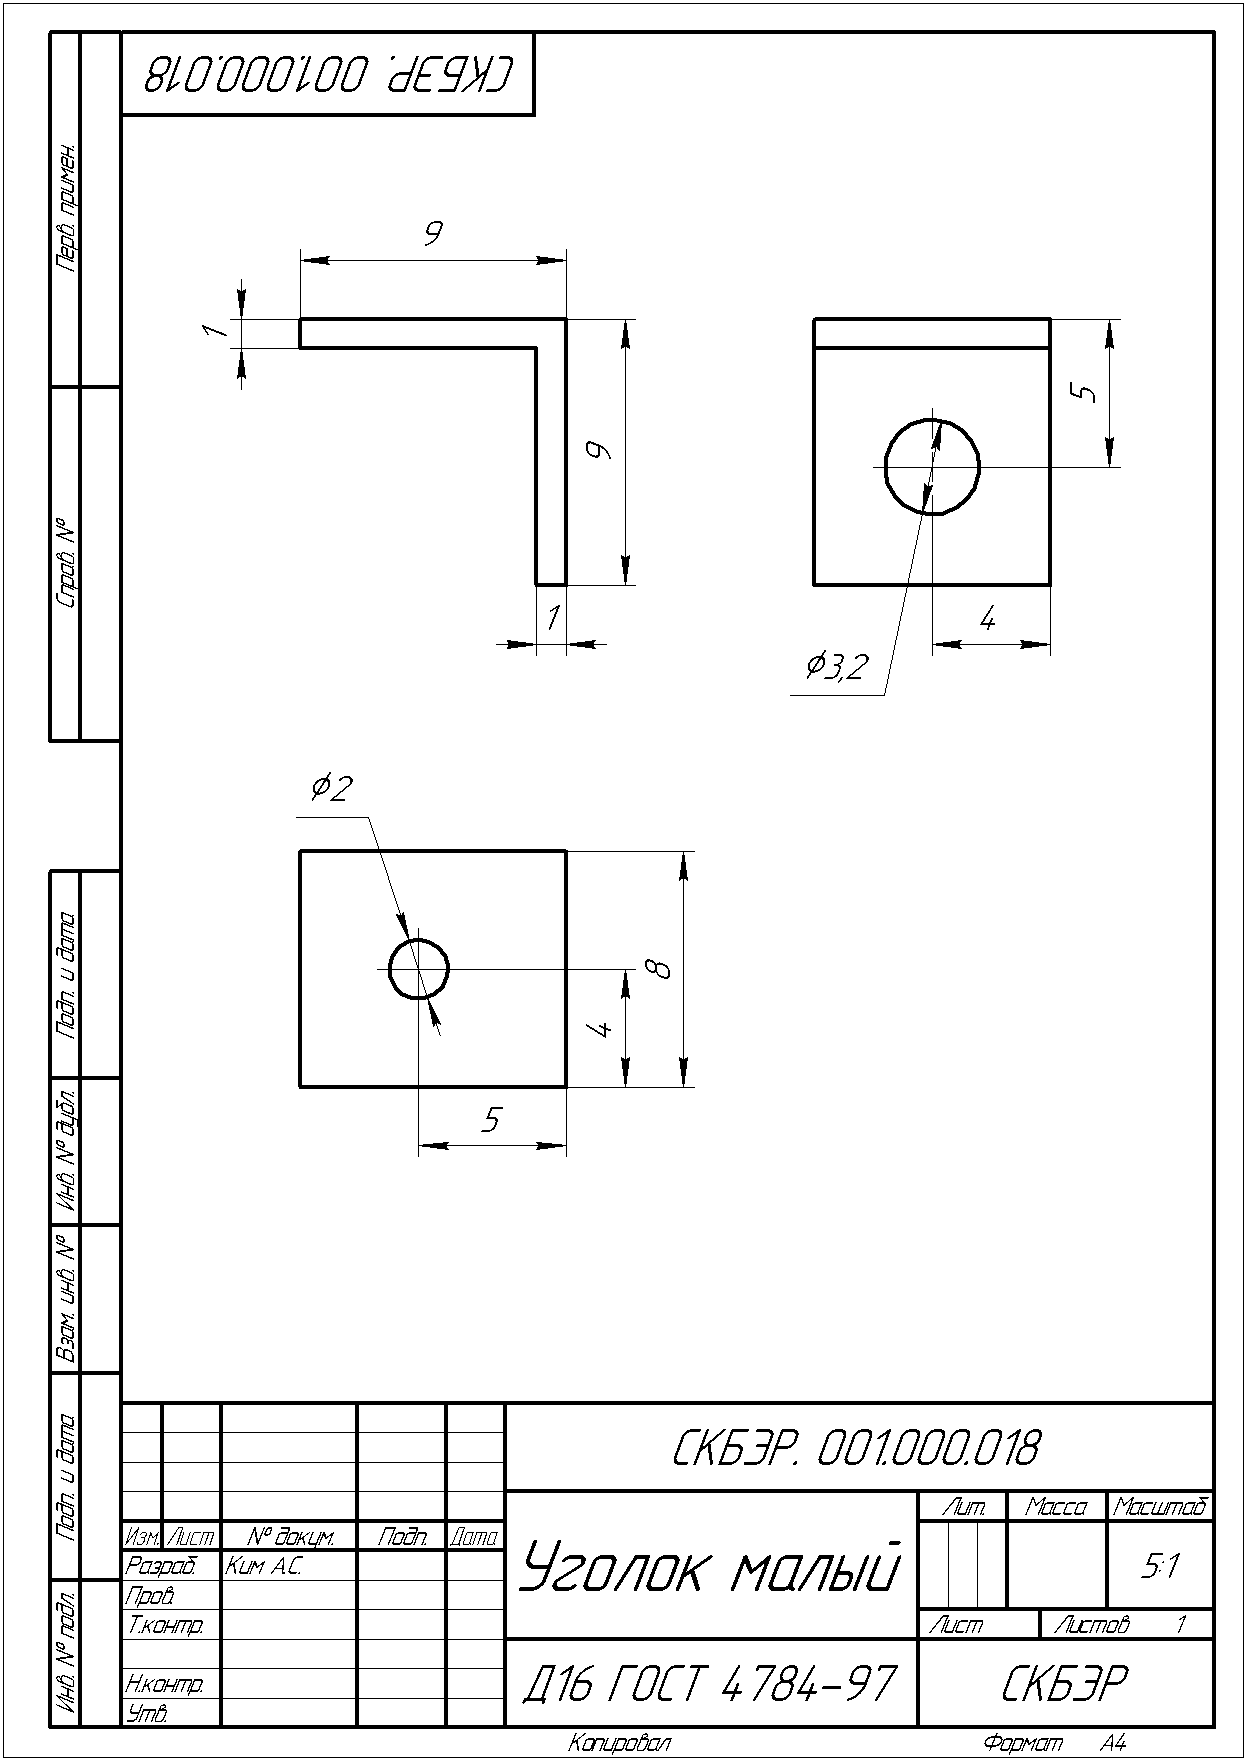 СКБЭР. 001.000.018
Перв. примен.
Справ. №
Подп. и дата
Инв. № дубл.
Взам. инв. №
Подп. и дата
Инв. № подл.
9
1
9
1
5
4
⌀3,2
⌀2
8
4
5
СКБЭР. 001.000.018
Изм. Лист № докум. Подп. Дата
Разраб. Ким А.С.
Пров.
Т.контр.
Н.контр.
Утв.
Уголок малый
Лит. Масса Масштаб
5:1
Лист Листов 1
Д16 ГОСТ 4784-97
СКБЭР
Копировал Формат А4